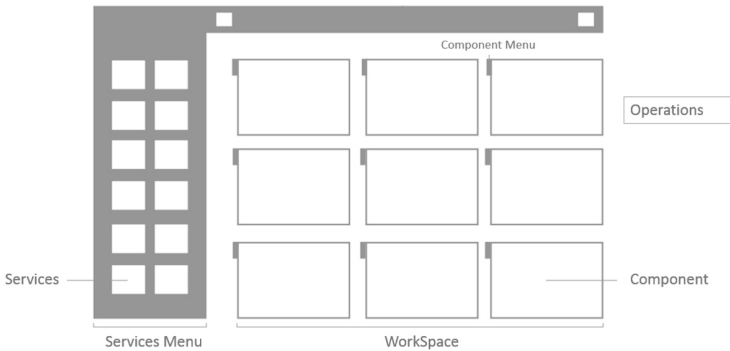 Component Menu
Operations
Services
Component
Services Menu
WorkSpace